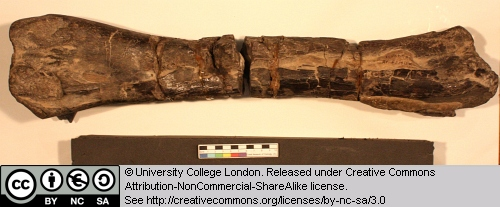 © University College London. Released under Creative Commons
Attribution-NonCommercial-ShareAlike license.
See http://creativecommons.org/licenses/by-nc-sa/3.0
cc
BY NC SA